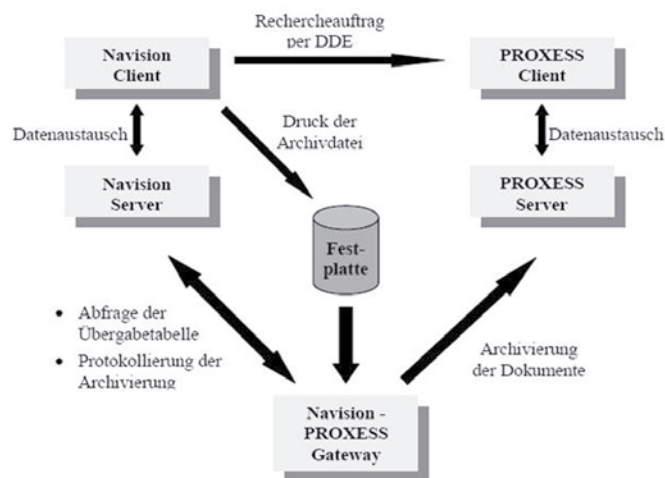 Rechercheauftrag
per DDE
Navision
Client
PROXESS
Client
Datenaustausch
Druck der
Archivdatei
Datenaustausch
Navision
Server
PROXESS
Server
Fest-
platte
• Abfrage der
Übergabetabelle
• Protokollierung der
Archivierung
Archivierung
der Dokumente
Navision -
PROXESS
Gateway